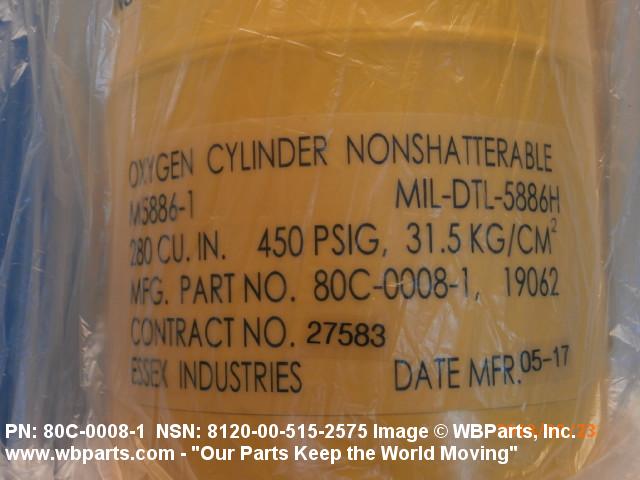 OXYGEN CYLINDER NONSHATTERABLE
M5886-1 MIL-DTL-5886H
280 CU. IN. 450 PSIG, 31.5 KG/CM²
MFG. PART NO. 80C-0008-1, 19062
CONTRACT NO. 27583
ESSEX INDUSTRIES DATE MFR. 05-17
PN: 80C-0008-1 NSN: 8120-00-515-2575 Image © WBParts, Inc.
www.wbparts.com - "Our Parts Keep the World Moving"